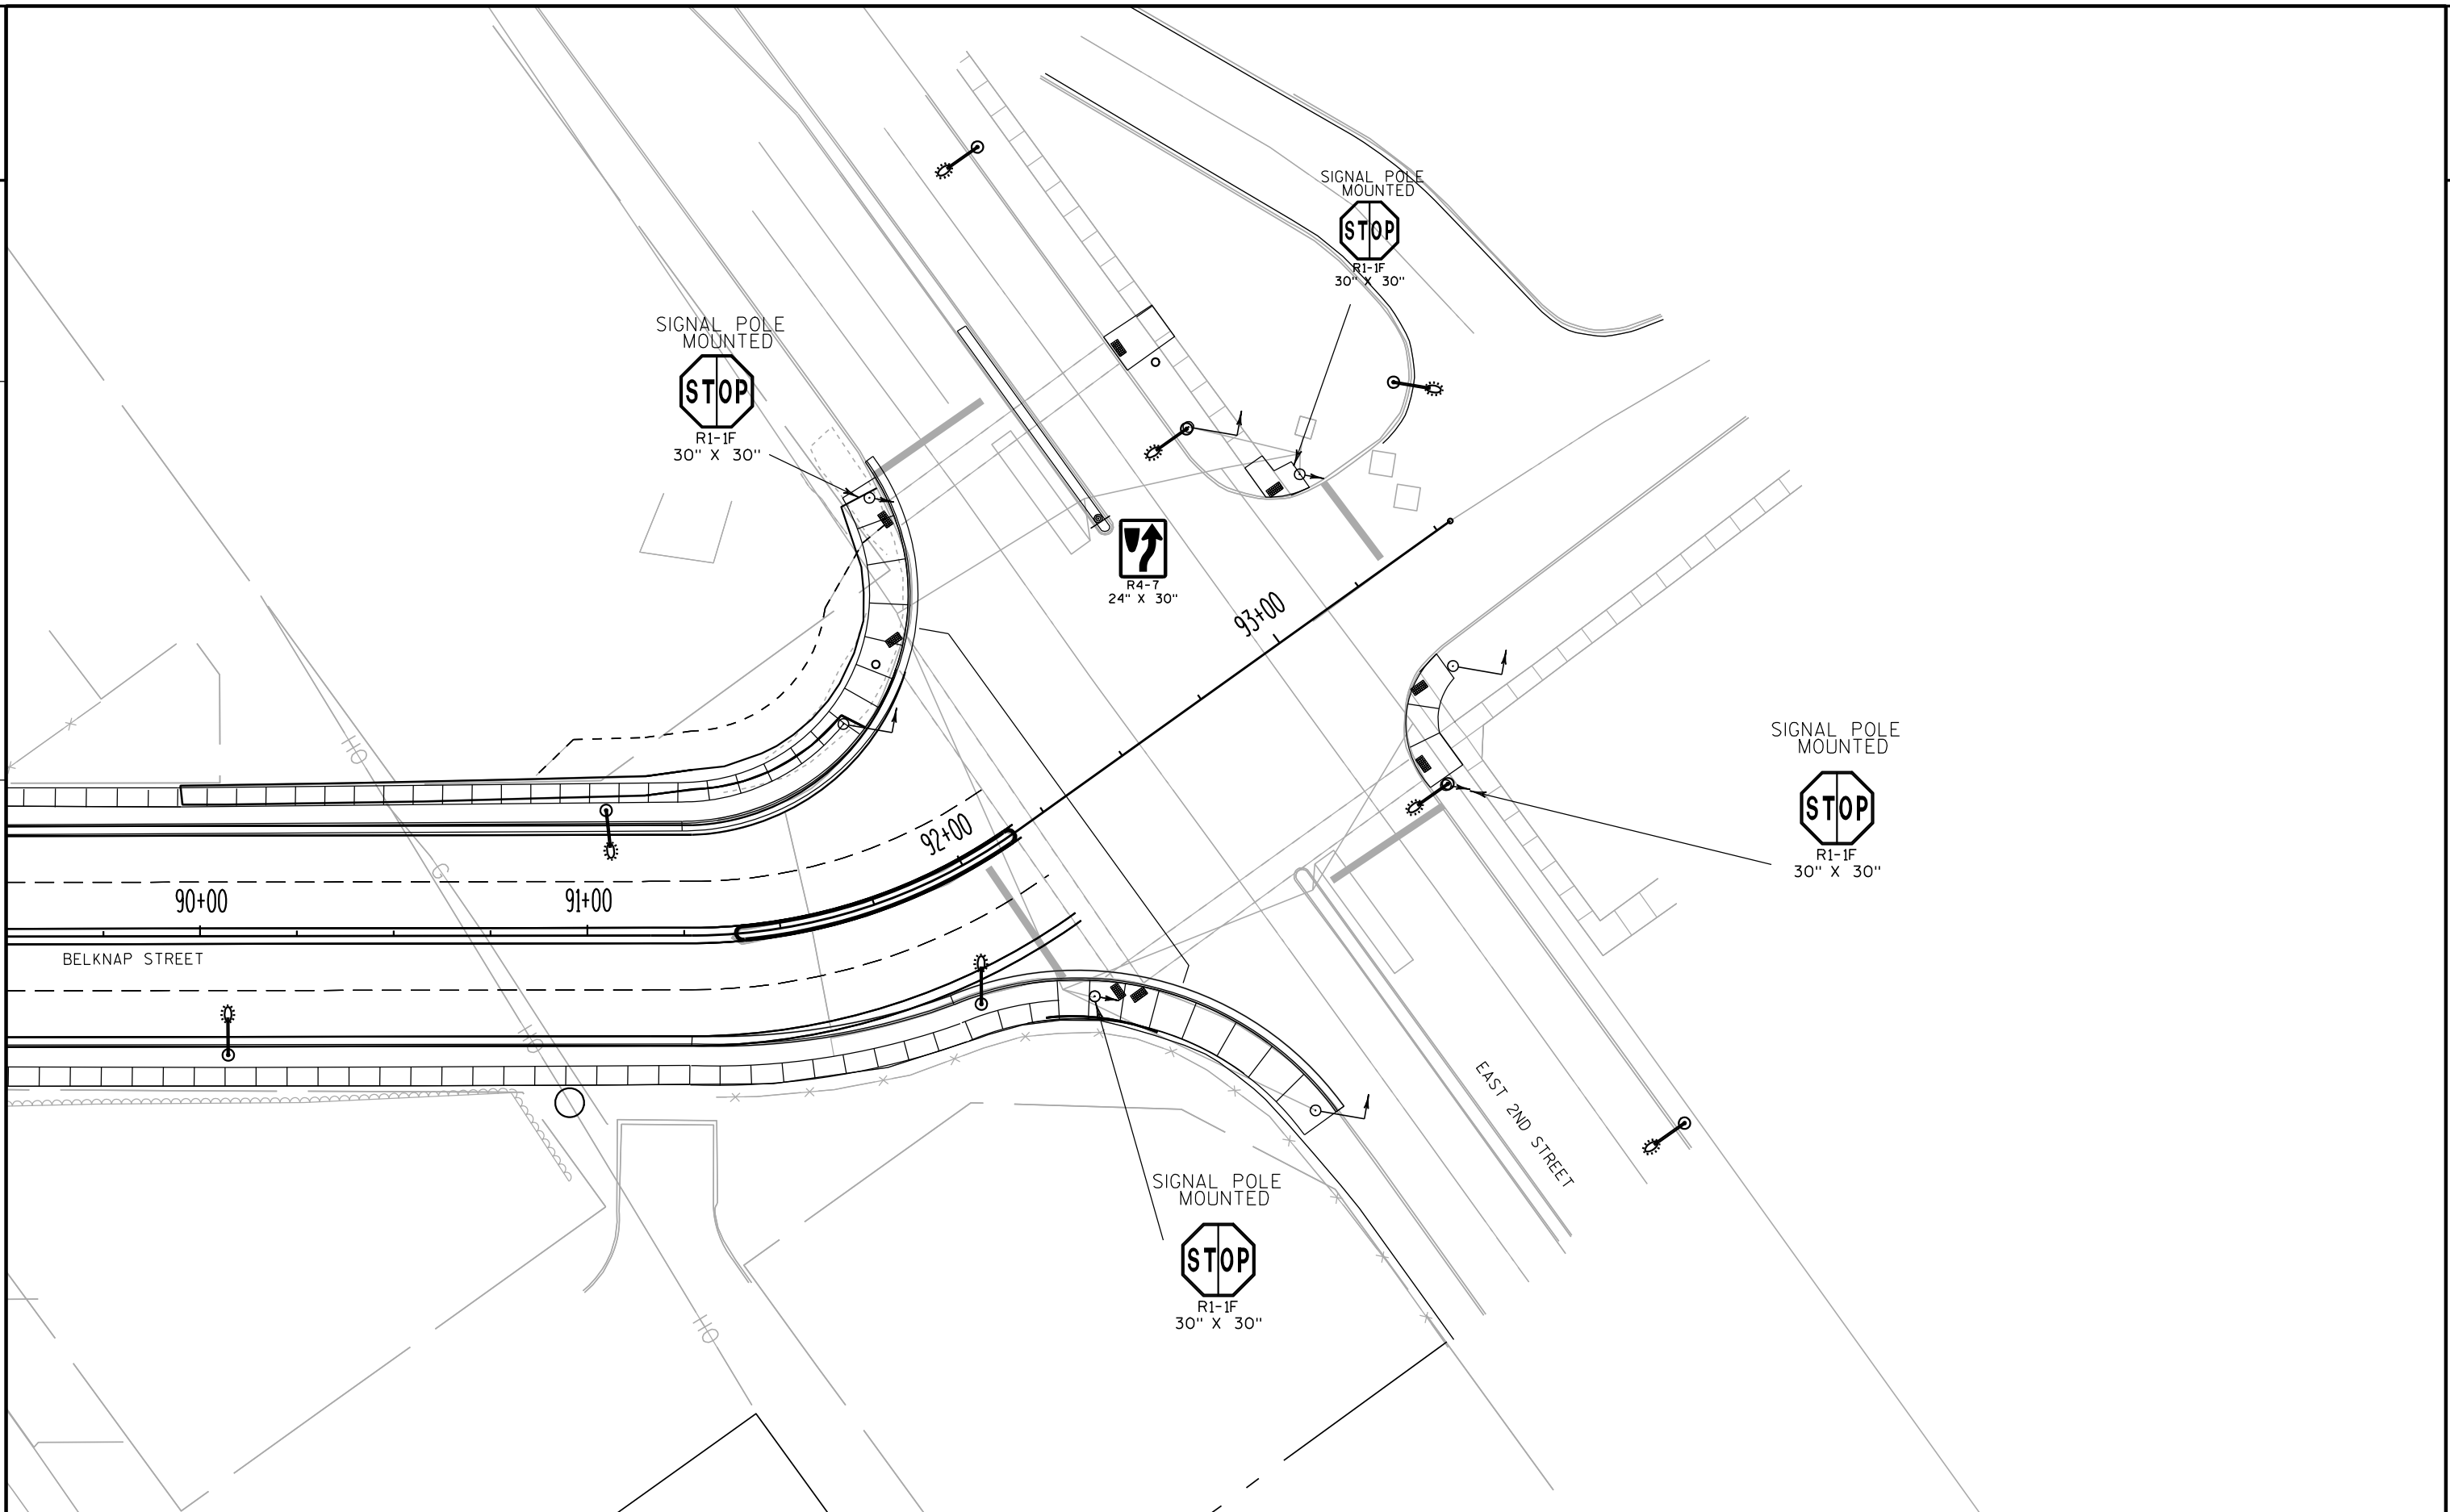 SIGNAL POLE
MOUNTED
STOP
R1-1F
30" X 30"
SIGNAL POLE
MOUNTED
STOP
R1-1F
30" X 30"
R4-7
24" X 30"
93+00
SIGNAL POLE
MOUNTED
STOP
R1-1F
30" X 30"
92+00
90+00
91+00
BELKNAP STREET
EAST 2ND STREET
SIGNAL POLE
MOUNTED
STOP
R1-1F
30" X 30"